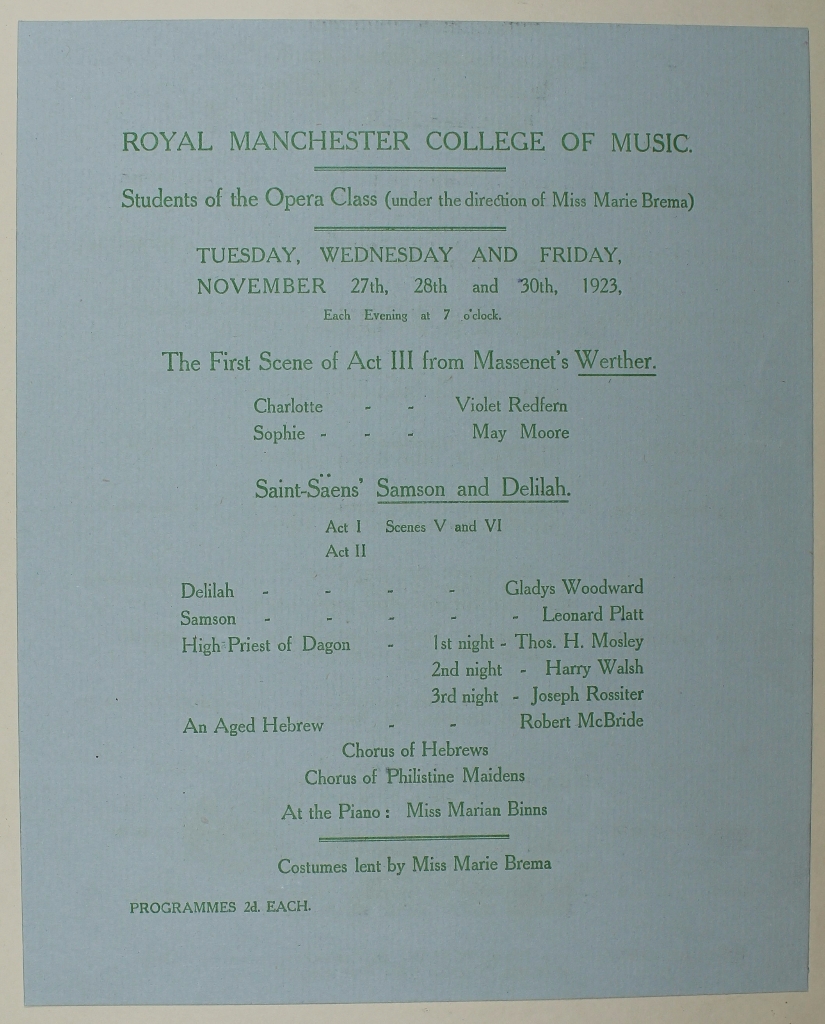 ROYAL MANCHESTER COLLEGE OF MUSIC.
Students of the Opera Class (under the direction of Miss Marie Brema)
TUESDAY, WEDNESDAY AND FRIDAY,
NOVEMBER 27th, 28th and 30th, 1923,
Each Evening at 7 o'clock.
The First Scene of Act III from Massenet's Werther.
Charlotte - - Violet Redfern
Sophie - - - May Moore
Saint-Säens' Samson and Delilah.
Act I Scenes V and VI
Act II
Delilah - - - - Gladys Woodward
Samson - - - - - Leonard Platt
High Priest of Dagon - 1st night - Thos. H. Mosley
2nd night - Harry Walsh
3rd night - Joseph Rossiter
An Aged Hebrew - - Robert McBride
Chorus of Hebrews
Chorus of Philistine Maidens
At the Piano : Miss Marian Binns
Costumes lent by Miss Marie Brema
PROGRAMMES 2d. EACH.